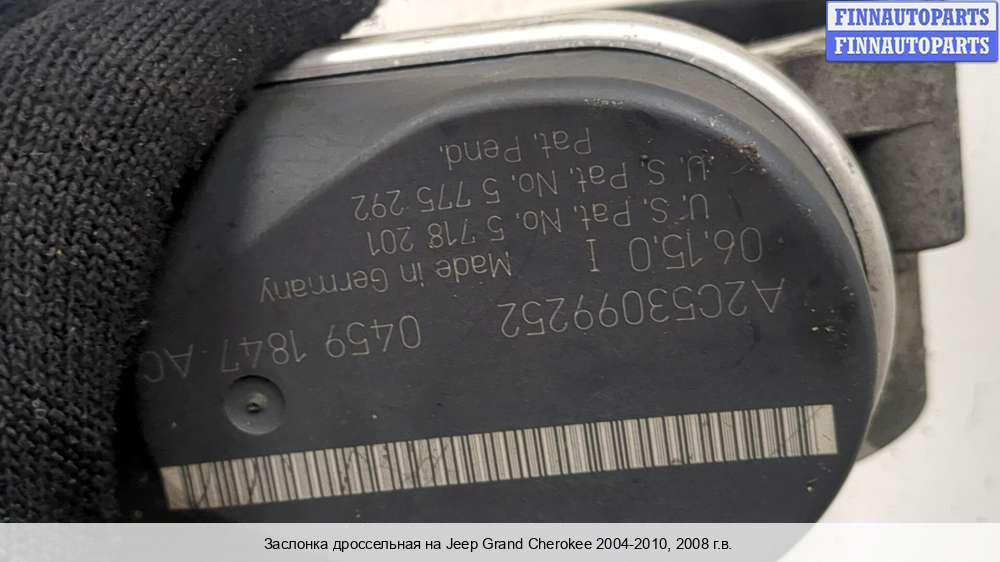 FINNAUTOPARTS
FINNAUTOPARTS
A2C53099252 0459 1847 AC
06.15.0 I Made in Germany
U. S. Pat. No. 5 718 201
U. S. Pat. No. 5 775 292
Pat. Pend.
Заслонка дроссельная на Jeep Grand Cherokee 2004-2010, 2008 г.в.